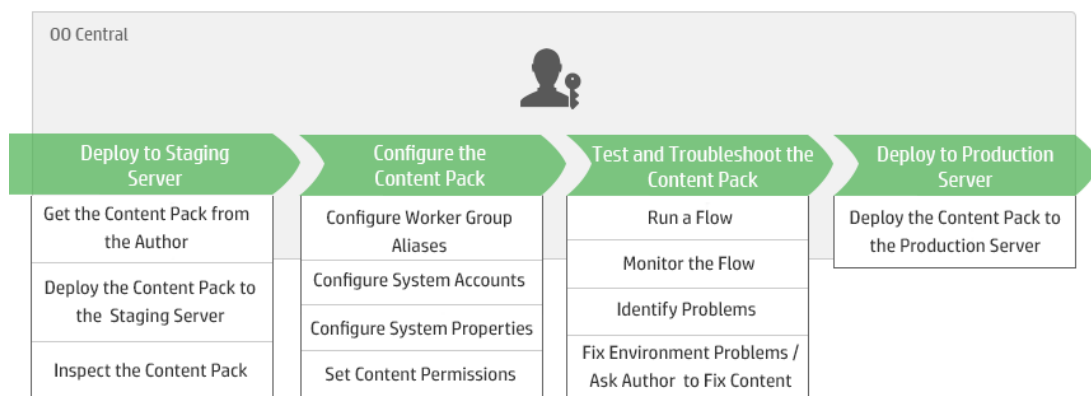 OO Central
Deploy to Staging
Server
Configure the
Content Pack
Test and Troubleshoot the
Content Pack
Deploy to Production
Server
Get the Content Pack from
the Author
Deploy the Content Pack to
the Staging Server
Inspect the Content Pack
Configure Worker Group
Aliases
Configure System Accounts
Configure System Properties
Set Content Permissions
Run a Flow
Monitor the Flow
Identify Problems
Fix Environment Problems /
Ask Author to Fix Content
Deploy the Content Pack to
the Production Server